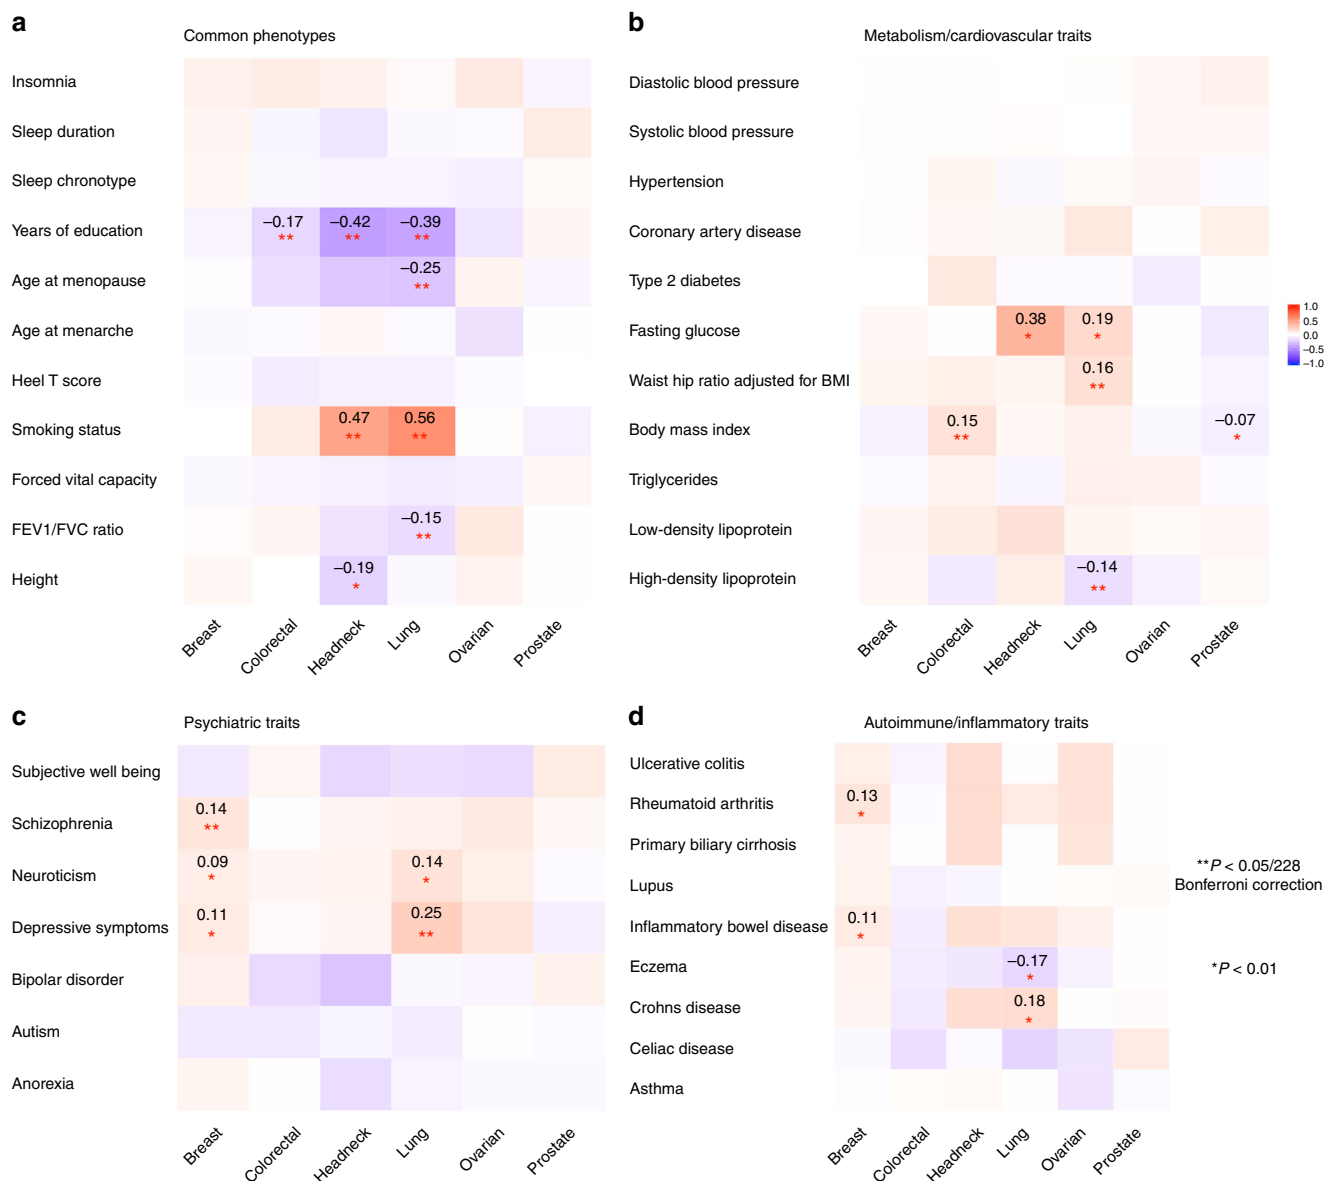 a
Common phenotypes
Insomnia
Sleep duration
Sleep chronotype
Years of education
−0.17
**
−0.42
**
−0.39
**
Age at menopause
−0.25
**
Age at menarche
Heel T score
Smoking status
0.47
**
0.56
**
Forced vital capacity
FEV1/FVC ratio
−0.15
**
Height
−0.19
*
Breast
Colorectal
Headneck
Lung
Ovarian
Prostate
b
Metabolism/cardiovascular traits
Diastolic blood pressure
Systolic blood pressure
Hypertension
Coronary artery disease
Type 2 diabetes
Fasting glucose
0.38
*
0.19
*
Waist hip ratio adjusted for BMI
0.16
**
Body mass index
0.15
**
−0.07
*
Triglycerides
Low-density lipoprotein
High-density lipoprotein
−0.14
**
Breast
Colorectal
Headneck
Lung
Ovarian
Prostate
1.0
0.5
0.0
−0.5
−1.0
c
Psychiatric traits
Subjective well being
Schizophrenia
0.14
**
Neuroticism
0.09
*
0.14
*
Depressive symptoms
0.11
*
0.25
**
Bipolar disorder
Autism
Anorexia
Breast
Colorectal
Headneck
Lung
Ovarian
Prostate
d
Autoimmune/inflammatory traits
Ulcerative colitis
Rheumatoid arthritis
0.13
*
Primary biliary cirrhosis
Lupus
Inflammatory bowel disease
0.11
*
Eczema
−0.17
*
Crohns disease
0.18
*
Celiac disease
Asthma
Breast
Colorectal
Headneck
Lung
Ovarian
Prostate
**P < 0.05/228
Bonferroni correction
*P < 0.01